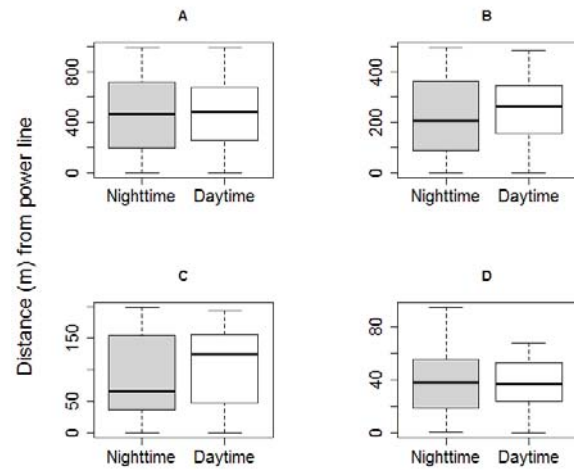 A
B
0 400 800
0 200 400
Nighttime Daytime
Nighttime Daytime
Distance (m) from power line
C
D
0 50 150
0 40 80
Nighttime Daytime
Nighttime Daytime